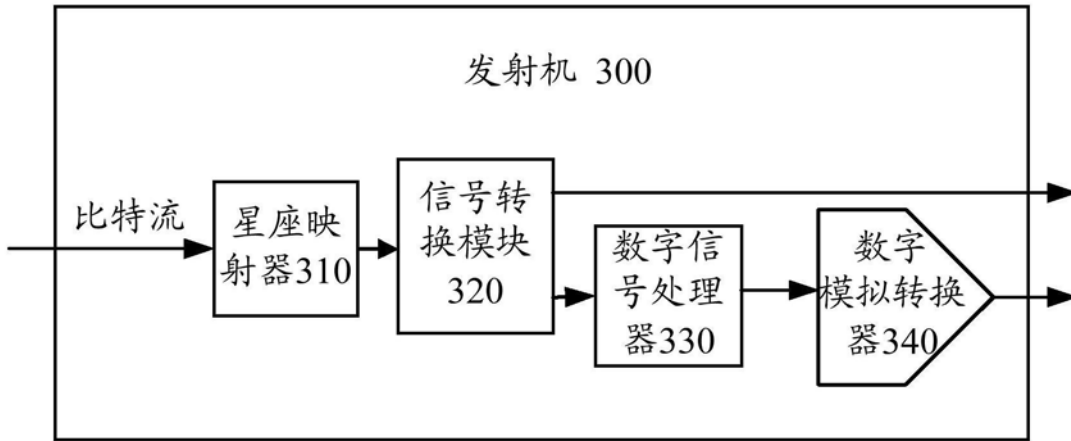 发射机 300
比特流
星座映
射器310
信号转
换模块
320
数字信
号处理
器330
数字
模拟转换
器340